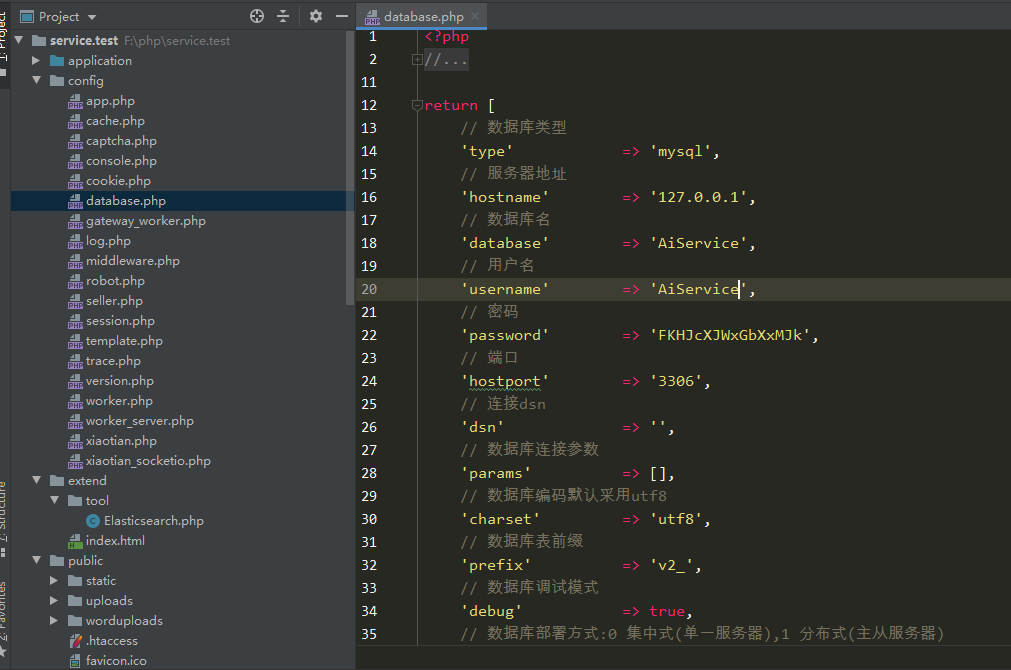 Project
database.php
1: Project
service.test F:\php\service.test
application
config
app.php
cache.php
captcha.php
console.php
cookie.php
database.php
gateway_worker.php
log.php
middleware.php
robot.php
seller.php
session.php
template.php
trace.php
version.php
worker.php
worker_server.php
xiaotian.php
xiaotian_socketio.php
extend
tool
Elasticsearch.php
index.html
public
static
uploads
worduploads
.htaccess
favicon.ico
Z: Structure
2: Favorites
1 <?php
2 //...
11
12 return [
13 // 数据库类型
14 'type' => 'mysql',
15 // 服务器地址
16 'hostname' => '127.0.0.1',
17 // 数据库名
18 'database' => 'AiService',
19 // 用户名
20 'username' => 'AiService',
21 // 密码
22 'password' => 'FKHJcXJWxGbXxMJk',
23 // 端口
24 'hostport' => '3306',
25 // 连接dsn
26 'dsn' => '',
27 // 数据库连接参数
28 'params' => [],
29 // 数据库编码默认采用utf8
30 'charset' => 'utf8',
31 // 数据库表前缀
32 'prefix' => 'v2_',
33 // 数据库调试模式
34 'debug' => true,
35 // 数据库部署方式:0 集中式(单一服务器),1 分布式(主从服务器)